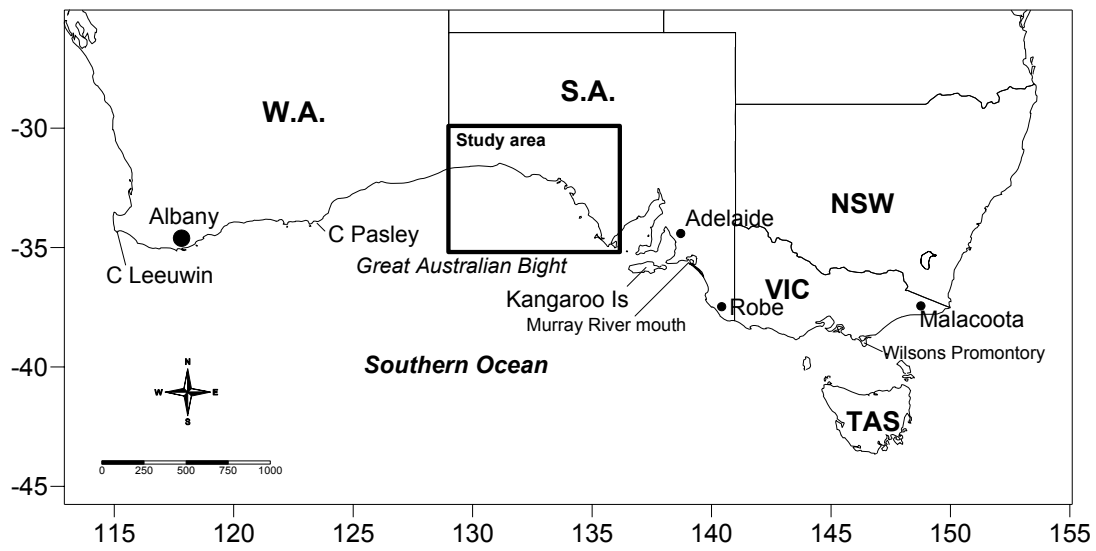 W.A.
S.A.
Study area
NSW
Albany
Adelaide
C Pasley
C Leeuwin
Great Australian Bight
Kangaroo Is
VIC
Robe
Murray River mouth
Malacoota
Wilsons Promontory
Southern Ocean
TAS
N
W
E
S
0 250 500 750 1000
-30
-35
-40
-45
115 120 125 130 135 140 145 150 155